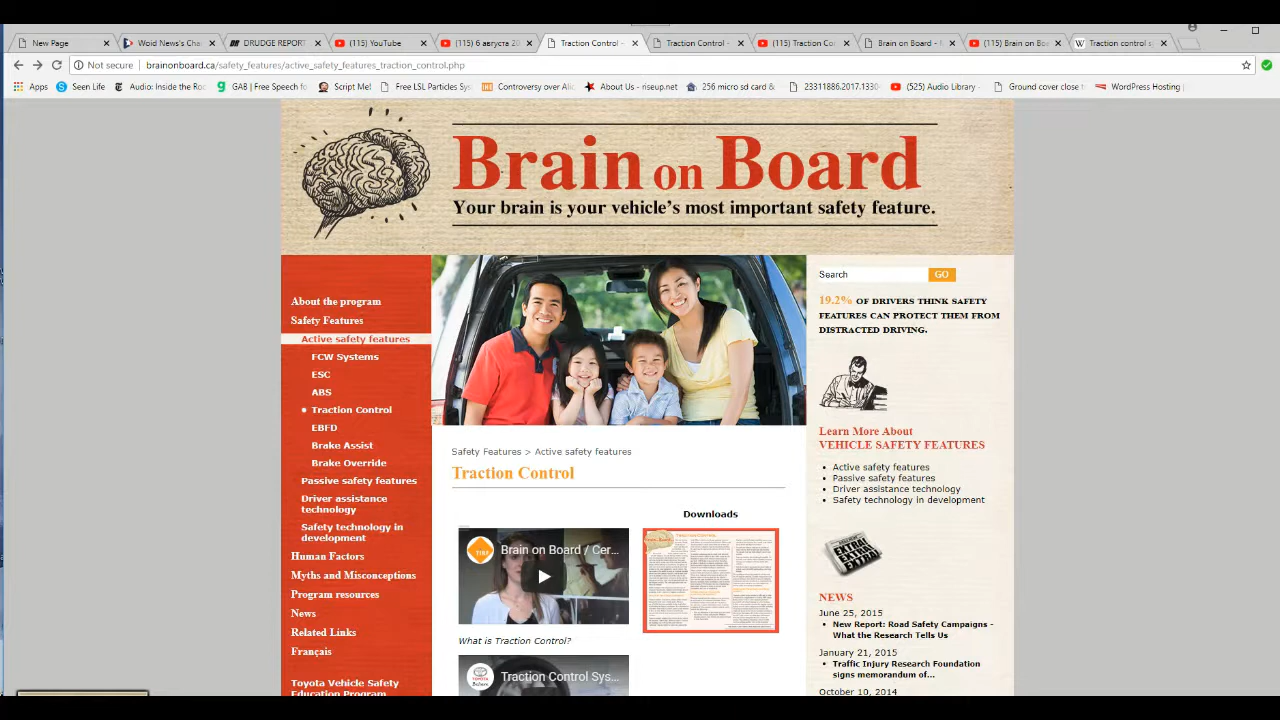 New Page
Woid News's Cha
DRUDGE REPORT
(115) YouTube
(115) 6 августа 2
Traction Control -
Traction Control -
(115) Traction Con
Brain on Board - M
(115) Brain on Boa
Traction control s
Not secure
brainonboard.ca/safety_features/active_safety_features_traction_control.php
Apps
Seen Life
Audio: Inside the Roc
GAB | Free Speech fo
Script Me!
Free LSL Particles Sys
Controversy over Ali
About Us - riseup.net
256 micro sd card &
23311886.2017.1330
(525) Audio Library -
Ground cover close t
WordPress Hosting |
Brain on Board
Your brain is your vehicle's most important safety feature.
About the program
Safety Features
Active safety features
FCW Systems
ESC
ABS
Traction Control
EBFD
Brake Assist
Brake Override
Passive safety features
Driver assistance
technology
Safety technology in
development
Human Factors
Myths and Misconceptions
Program resources
News
Related Links
Français
Toyota Vehicle Safety
Education Program
Safety Features > Active safety features
Traction Control
Downloads
Brain on Board / Cer...
What is Traction Control?
Traction Control Sys...
Search
GO
19.2% OF DRIVERS THINK SAFETY
FEATURES CAN PROTECT THEM FROM
DISTRACTED DRIVING.
Learn More About
VEHICLE SAFETY FEATURES
Active safety features
Passive safety features
Driver assistance technology
Safety technology in development
NEWS
2015
New Report: Road Safety Campaigns -
What the Research Tells Us
January 21, 2015
Traffic Injury Research Foundation
signs memorandum of...
October 10, 2014